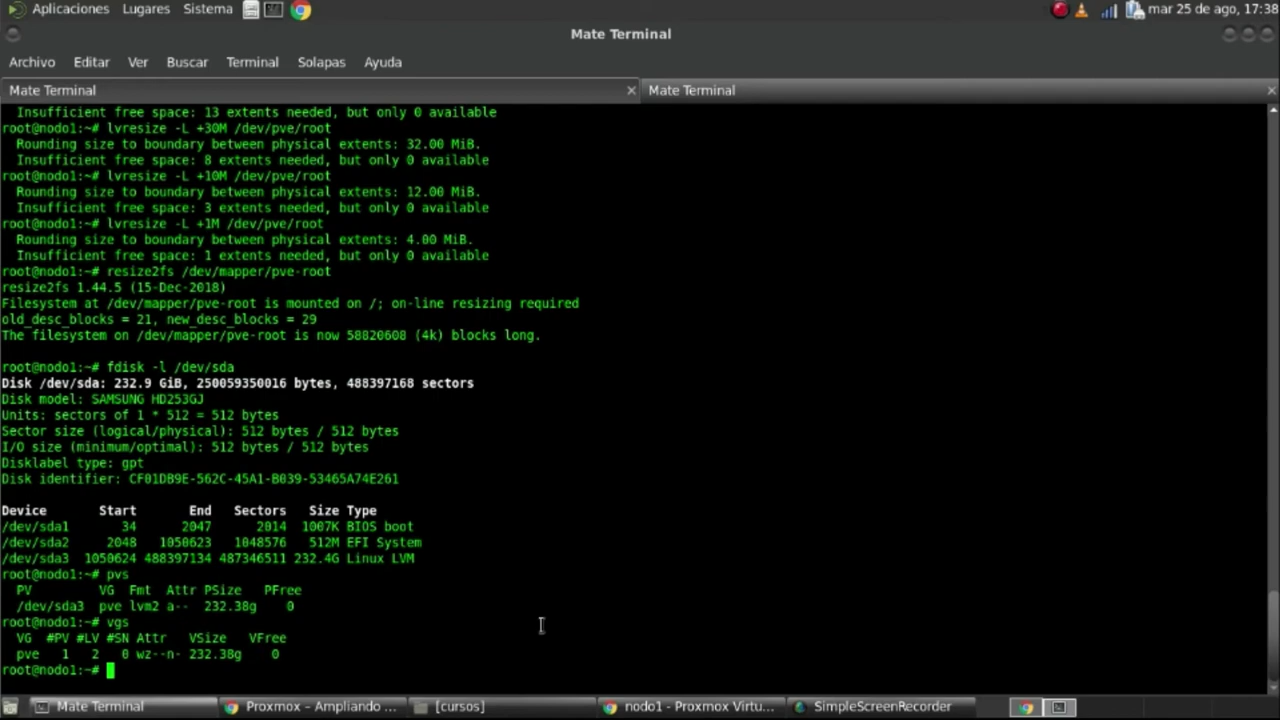 Aplicaciones Lugares Sistema mar 25 de ago, 17:38
Mate Terminal
Archivo Editar Ver Buscar Terminal Solapas Ayuda
Mate Terminal Mate Terminal
Insufficient free space: 13 extents needed, but only 0 available
root@nodo1:~# lvresize -L +30M /dev/pve/root
Rounding size to boundary between physical extents: 32.00 MiB.
Insufficient free space: 8 extents needed, but only 0 available
root@nodo1:~# lvresize -L +10M /dev/pve/root
Rounding size to boundary between physical extents: 12.00 MiB.
Insufficient free space: 3 extents needed, but only 0 available
root@nodo1:~# lvresize -L +1M /dev/pve/root
Rounding size to boundary between physical extents: 4.00 MiB.
Insufficient free space: 1 extents needed, but only 0 available
root@nodo1:~# resize2fs /dev/mapper/pve-root
resize2fs 1.44.5 (15-Dec-2018)
Filesystem at /dev/mapper/pve-root is mounted on /; on-line resizing required
old_desc_blocks = 21, new_desc_blocks = 29
The filesystem on /dev/mapper/pve-root is now 58820608 (4k) blocks long.
root@nodo1:~# fdisk -l /dev/sda
Disk /dev/sda: 232.9 GiB, 250059350016 bytes, 488397168 sectors
Disk model: SAMSUNG HD253GJ
Units: sectors of 1 * 512 = 512 bytes
Sector size (logical/physical): 512 bytes / 512 bytes
I/O size (minimum/optimal): 512 bytes / 512 bytes
Disklabel type: gpt
Disk identifier: CF01DB9E-562C-45A1-B039-53465A74E261
Device Start End Sectors Size Type
/dev/sda1 34 2047 2014 1007K BIOS boot
/dev/sda2 2048 1050623 1048576 512M EFI System
/dev/sda3 1050624 488397134 487346511 232.4G Linux LVM
root@nodo1:~# pvs
PV VG Fmt Attr PSize PFree
/dev/sda3 pve lvm2 a-- 232.38g 0
root@nodo1:~# vgs
VG #PV #LV #SN Attr VSize VFree
pve 1 2 0 wz--n- 232.38g 0
root@nodo1:~#
Mate Terminal Proxmox – Ampliando ... [cursos] nodo1 - Proxmox Virtu... SimpleScreenRecorder